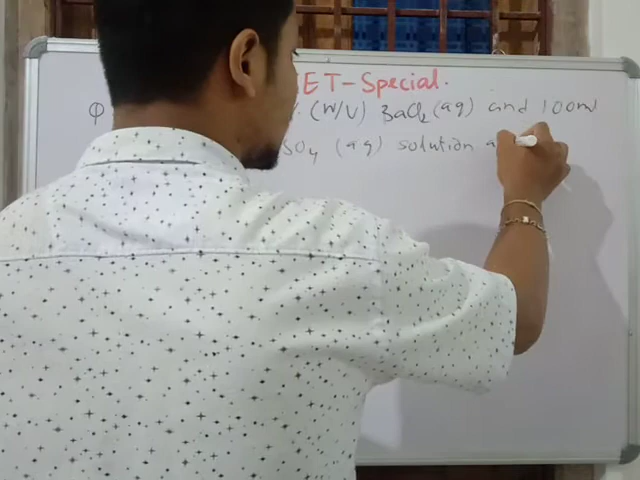 ET-Special.
Q % (W/V) BaCl2 (aq) and 100ml
SO4 (aq) solution a